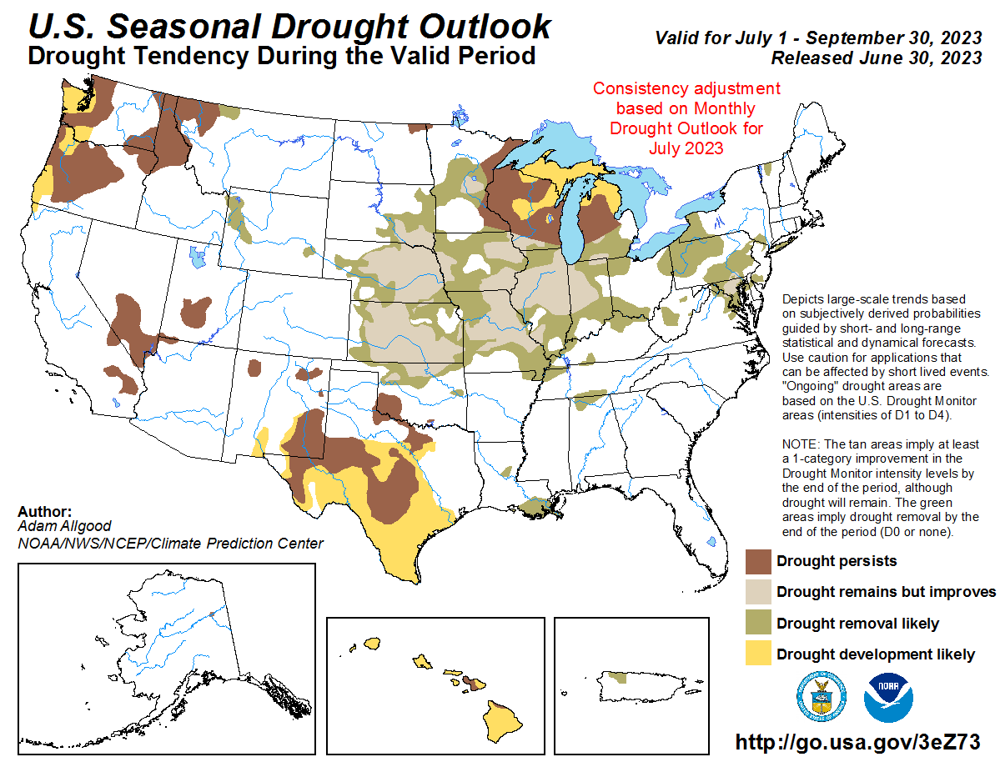 U.S. Seasonal Drought Outlook
Drought Tendency During the Valid Period
Valid for July 1 - September 30, 2023
Released June 30, 2023
Consistency adjustment
based on Monthly
Drought Outlook for
July 2023
Depicts large-scale trends based
on subjectively derived probabilities
guided by short- and long-range
statistical and dynamical forecasts.
Use caution for applications that
can be affected by short lived events.
"Ongoing" drought areas are
based on the U.S. Drought Monitor
areas (intensities of D1 to D4).
NOTE: The tan areas imply at least
a 1-category improvement in the
Drought Monitor intensity levels by
the end of the period, although
drought will remain. The green
areas imply drought removal by the
end of the period (D0 or none).
Author:
Adam Allgood
NOAA/NWS/NCEP/Climate Prediction Center
Drought persists
Drought remains but improves
Drought removal likely
Drought development likely
NOAA
http://go.usa.gov/3eZ73